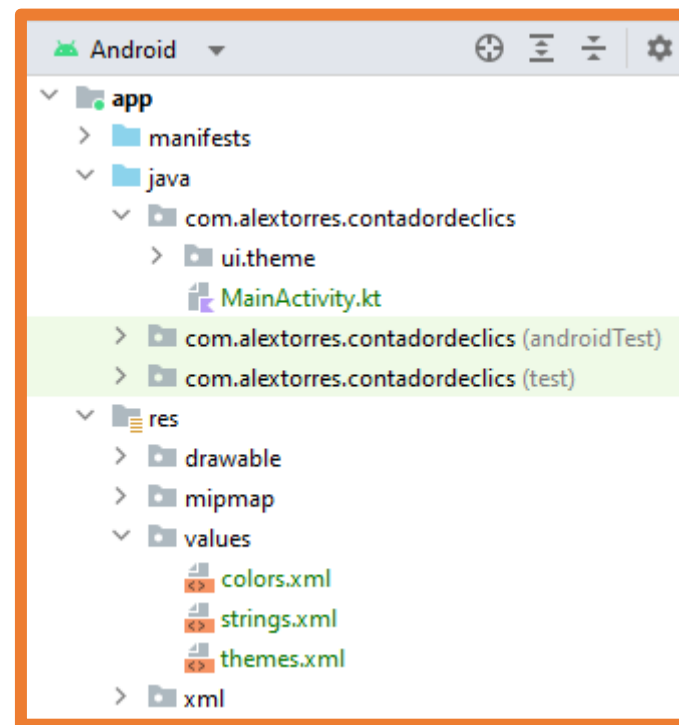 Android
app
manifests
java
com.alextorres.contadordeclics
ui.theme
MainActivity.kt
com.alextorres.contadordeclics (androidTest)
com.alextorres.contadordeclics (test)
res
drawable
mipmap
values
colors.xml
strings.xml
themes.xml
xml